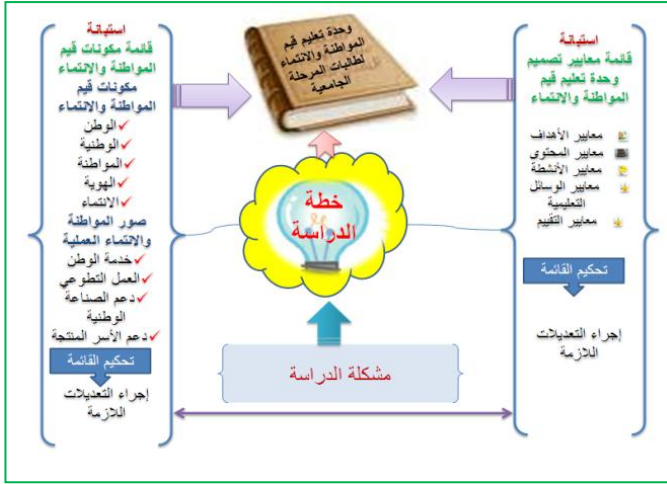 استبانة
قائمة معايير تصميم
وحدة تعليم قيم
المواطنة والانتماء
معايير الأهداف
معايير المحتوى
معايير الأنشطة
معايير الوسائل
التعليمية
معايير التقييم
تحكيم القائمة
إجراء التعديلات
اللازمة
وحدة تعليم قيم
المواطنة والانتماء
لطالبات المرحلة
الجامعية
خطة
الدراسة
مشكلة الدراسة
استبانة
قائمة مكونات قيم
المواطنة والانتماء
مكونات قيم
المواطنة والانتماء
الوطن
الوطنية
المواطنة
الهوية
الانتماء
صور المواطنة
والانتماء العملية
خدمة الوطن
العمل التطوعي
دعم الصناعة
الوطنية
دعم الأسر المنتجة
تحكيم القائمة
إجراء التعديلات
اللازمة